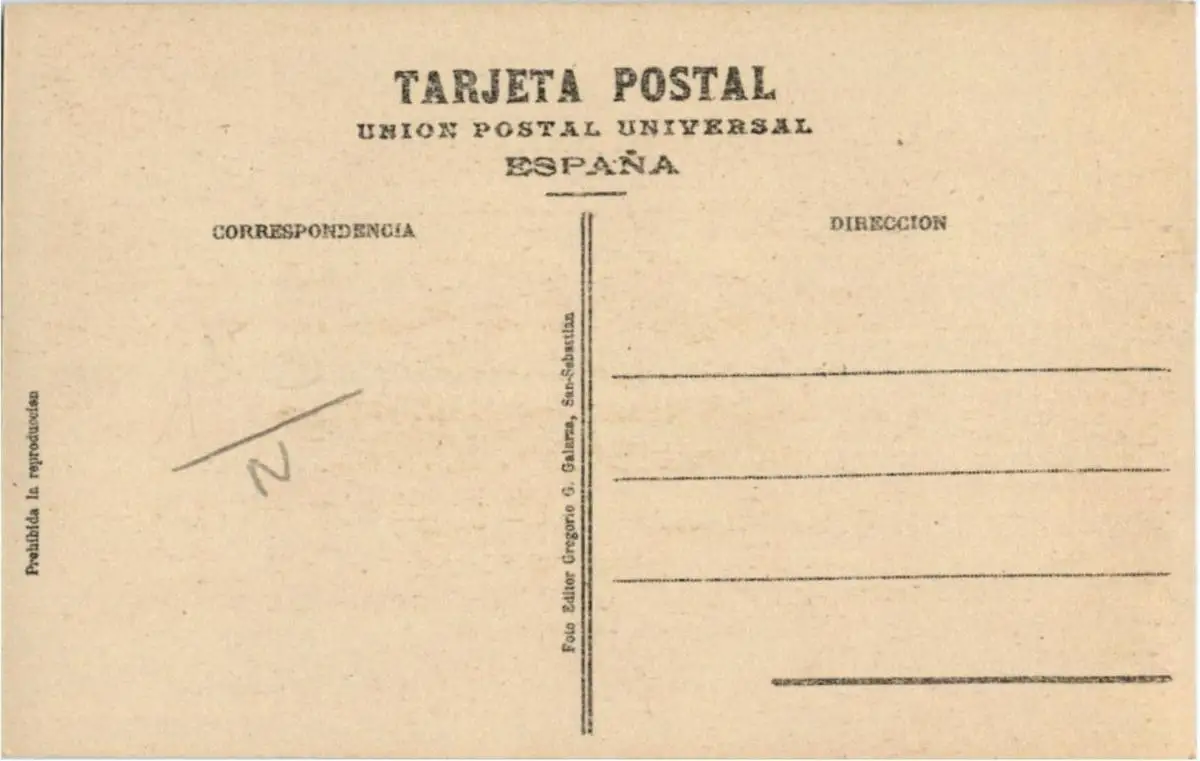 TARJETA POSTAL
UNION POSTAL UNIVERSAL
ESPAÑA
CORRESPONDENCIA
DIRECCION
Prohibida la reproduccion
Foto Editor Gregorio G. Galarza, San-Sebastian